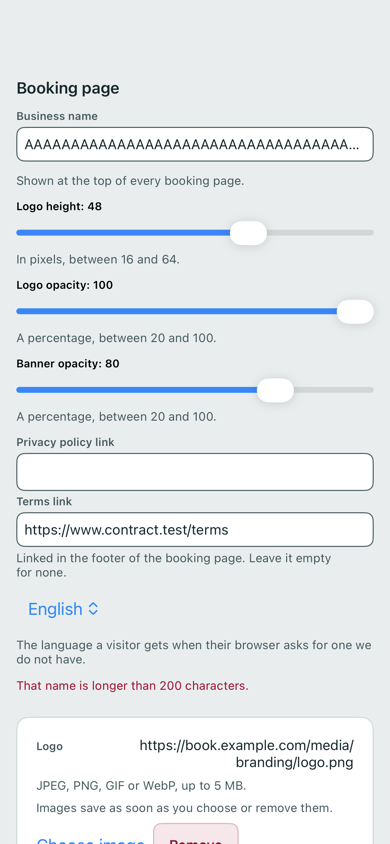 Booking page
Business name
AAAAAAAAAAAAAAAAAAAAAAAAAAAAAAAAAAA...
Shown at the top of every booking page.
Logo height: 48
In pixels, between 16 and 64.
Logo opacity: 100
A percentage, between 20 and 100.
Banner opacity: 80
A percentage, between 20 and 100.
Privacy policy link
Terms link
https://www.contract.test/terms
Linked in the footer of the booking page. Leave it empty
for none.
English
The language a visitor gets when their browser asks for one we
do not have.
That name is longer than 200 characters.
Logo
https://book.example.com/media/
branding/logo.png
JPEG, PNG, GIF or WebP, up to 5 MB.
Images save as soon as you choose or remove them.
Choose image
Remove